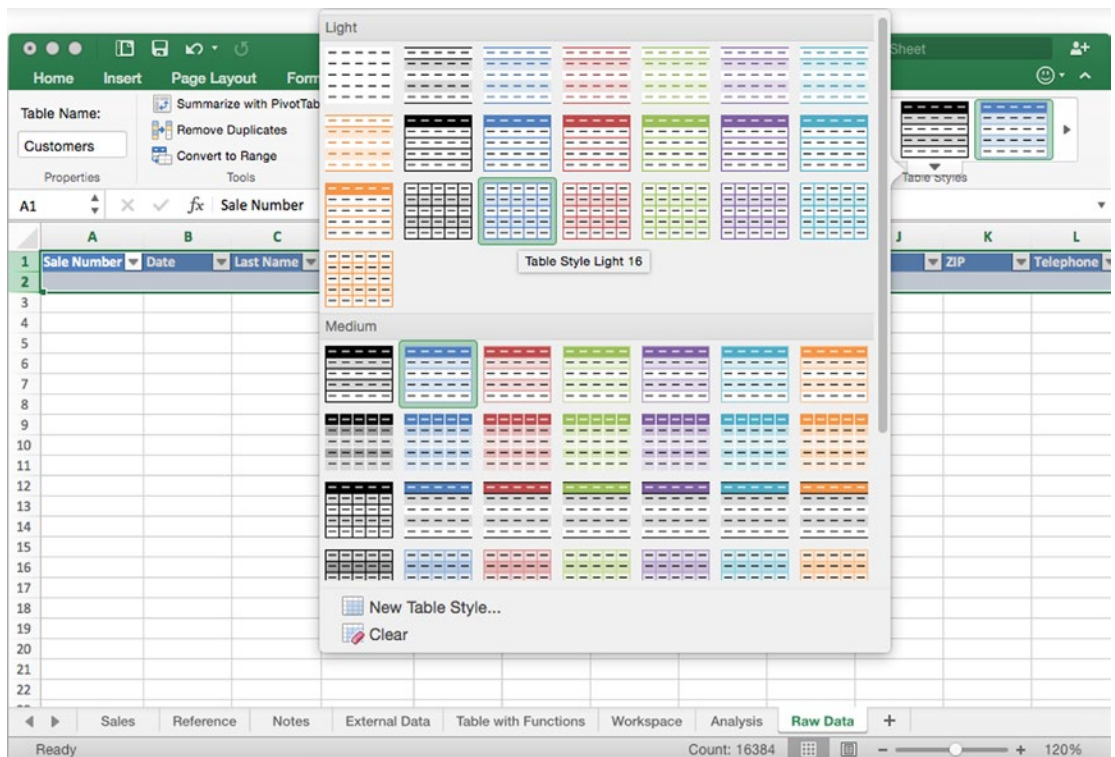 Light
Sheet
Home Insert Page Layout Form
Table Name:
Customers
Properties
Summarize with PivotTab
Remove Duplicates
Convert to Range
Tools
Table Styles
A1 fx Sale Number
A B C J K L
1 Sale Number Date Last Name ZIP Telephone
2
3
4
5
6
7
8
9
10
11
12
13
14
15
16
17
18
19
20
21
22
Table Style Light 16
Medium
New Table Style...
Clear
Sales Reference Notes External Data Table with Functions Workspace Analysis Raw Data +
Ready Count: 16384 − + 120%